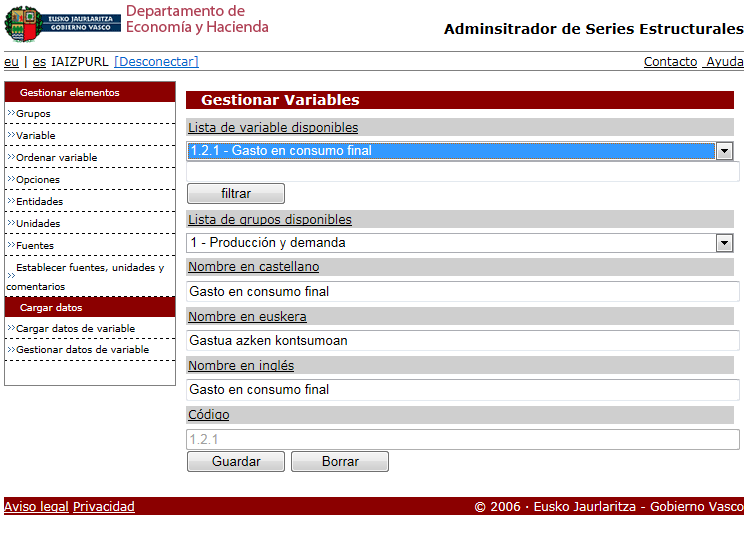 EUSKO JAURLARITZA
GOBIERNO VASCO
Departamento de
Economía y Hacienda
Adminsitrador de Series Estructurales
eu | es IAIZPURL [Desconectar]
Contacto Ayuda
Gestionar elementos
»Grupos
»Variable
»Ordenar variable
»Opciones
»Entidades
»Unidades
»Fuentes
»Establecer fuentes, unidades y
comentarios
Cargar datos
»Cargar datos de variable
»Gestionar datos de variable
Gestionar Variables
Lista de variable disponibles
1.2.1 - Gasto en consumo final
filtrar
Lista de grupos disponibles
1 - Producción y demanda
Nombre en castellano
Gasto en consumo final
Nombre en euskera
Gastua azken kontsumoan
Nombre en inglés
Gasto en consumo final
Código
1.2.1
Guardar Borrar
Aviso legal Privacidad
© 2006 · Eusko Jaurlaritza - Gobierno Vasco